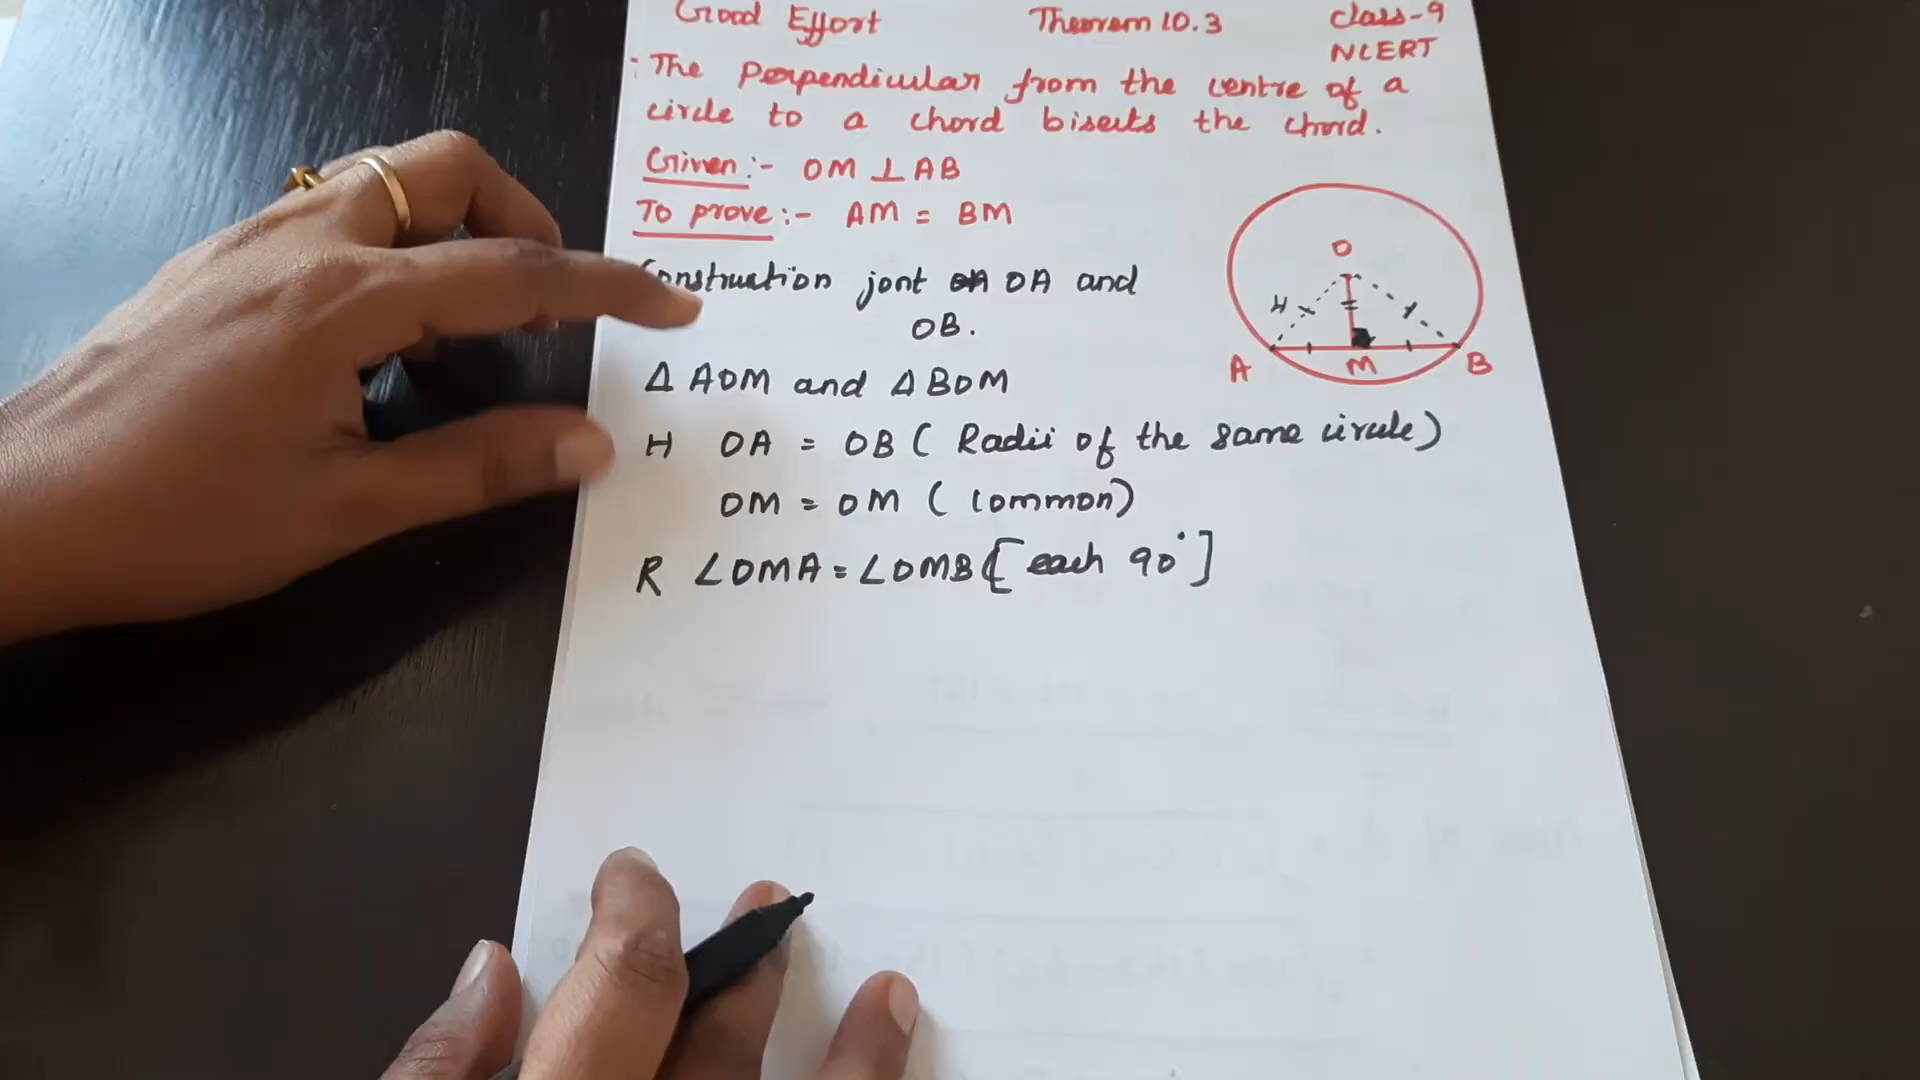 Good Effort Theorem 10.3 class-9
NCERT
:The perpendicular from the centre of a
circle to a chord bisects the chord.
Given :- OM ⊥ AB
To prove :- AM = BM
Construction jont OA and
OB.
Δ AOM and Δ BOM
H OA = OB ( Radii of the same circle)
OM = OM ( common)
R ∠OMA = ∠OMB [ each 90° ]
O
H
A M B